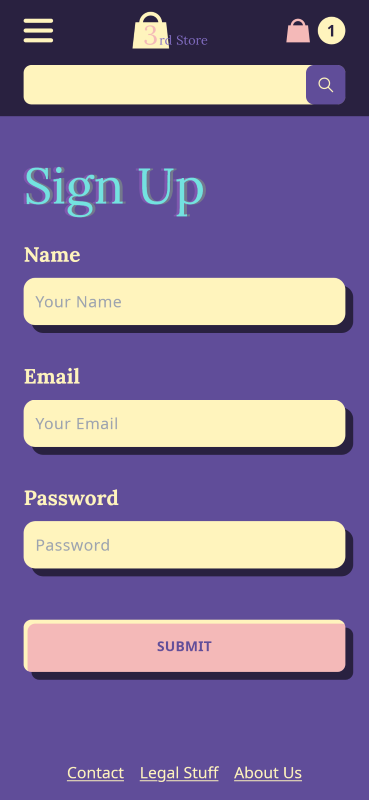 3rd Store
1
Sign Up
Name
Your Name
Email
Your Email
Password
Password
SUBMIT
Contact Legal Stuff About Us